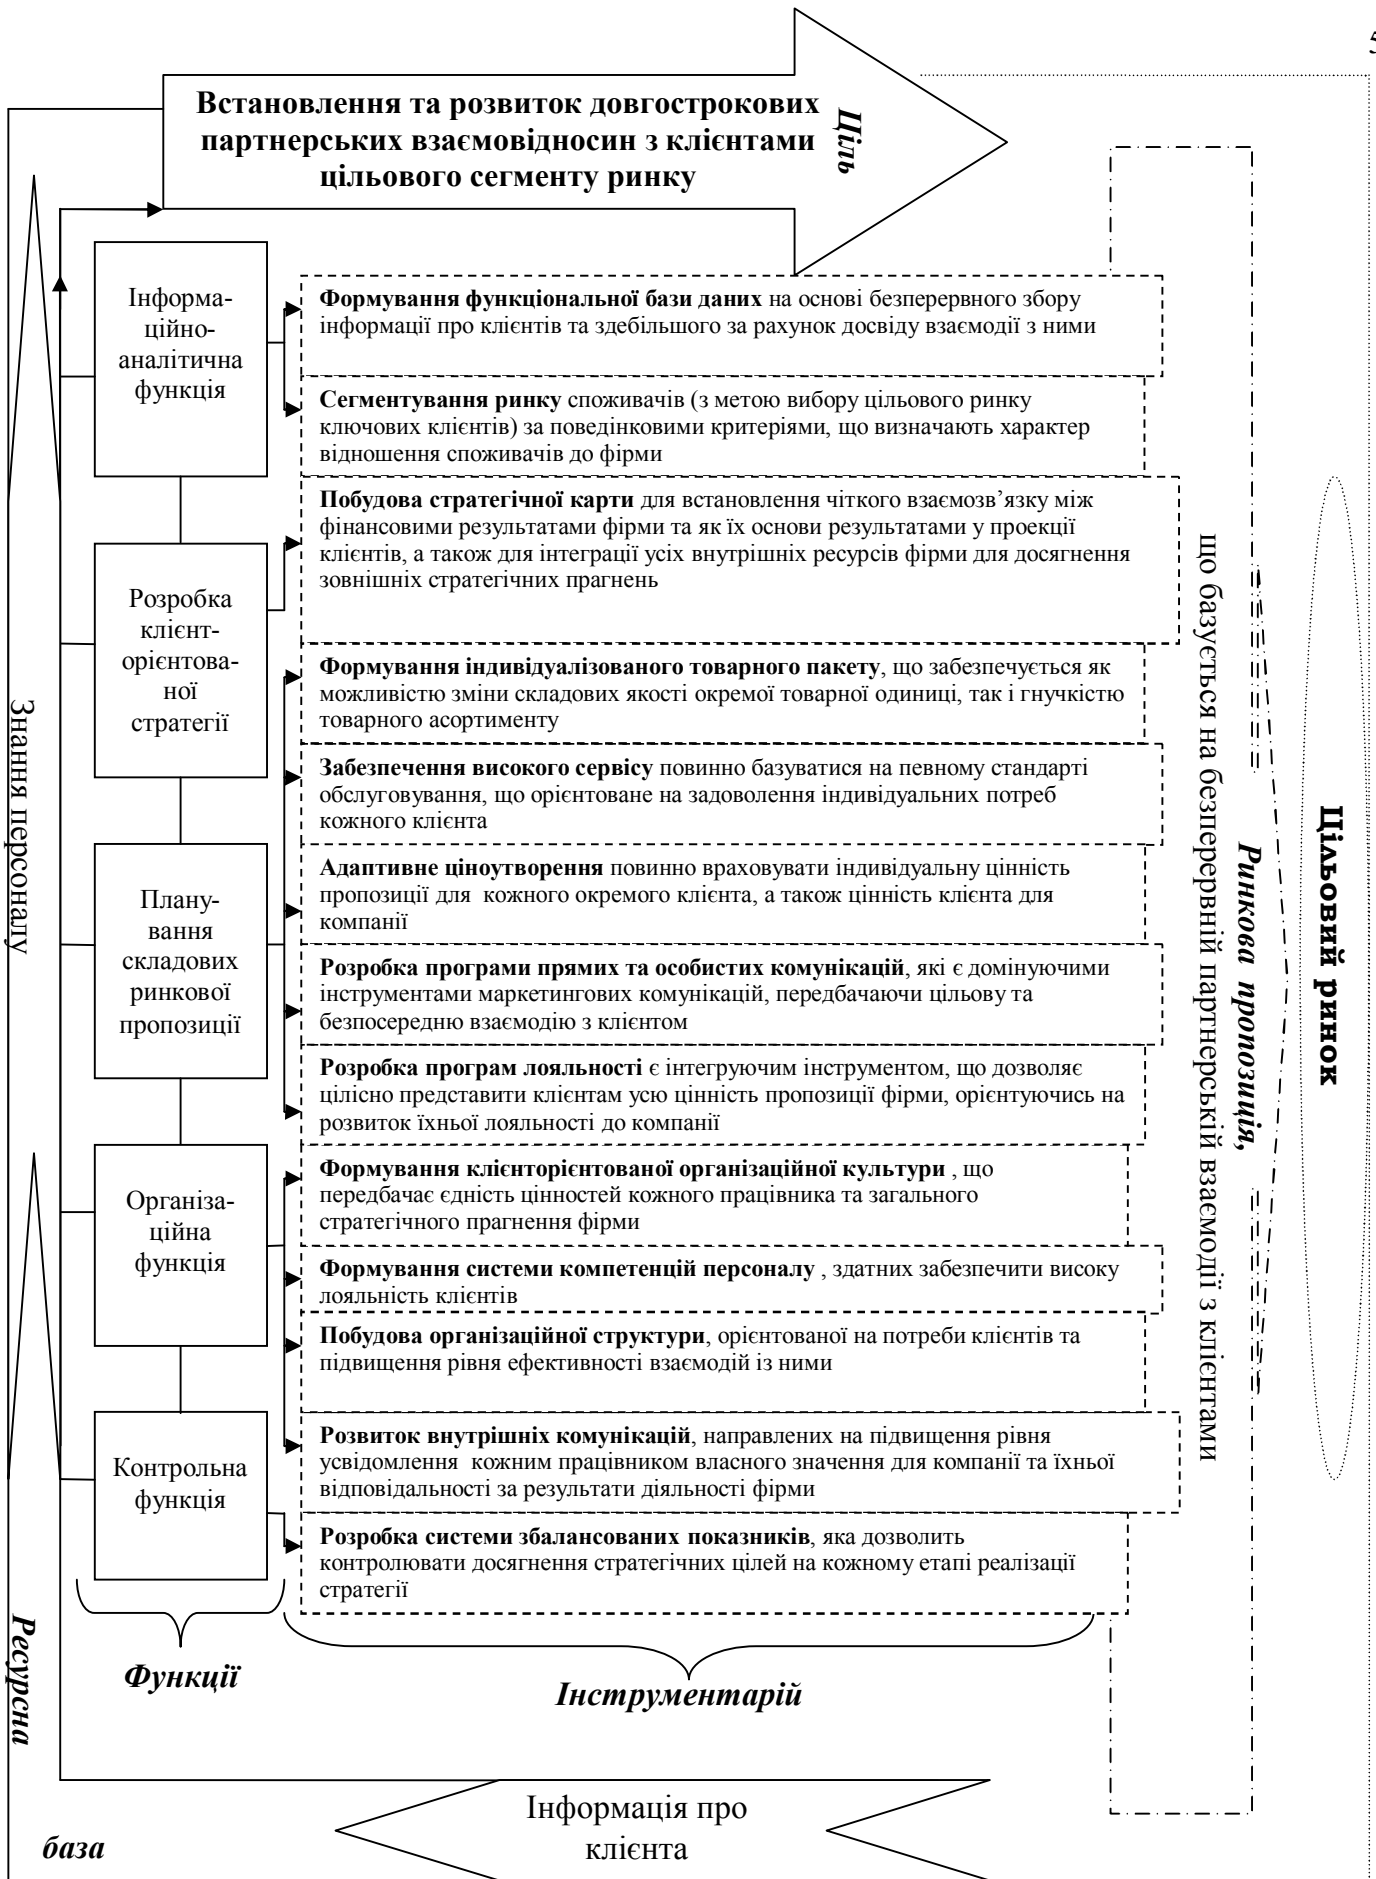 5
Встановлення та розвиток довгострокових
партнерських взаємовідносин з клієнтами
цільового сегменту ринку
Ціль
Інформа-
ційно-
аналітична
функція
Формування функціональної бази даних на основі безперервного збору
інформації про клієнтів та здебільшого за рахунок досвіду взаємодії з ними
Сегментування ринку споживачів (з метою вибору цільового ринку
ключових клієнтів) за поведінковими критеріями, що визначають характер
відношення споживачів до фірми
Розробка
клієнт-
орієнтова-
ної
стратегії
Побудова стратегічної карти для встановлення чіткого взаємозв’язку між
фінансовими результатами фірми та як їх основи результатами у проекції
клієнтів, а також для інтеграції усіх внутрішніх ресурсів фірми для досягнення
зовнішніх стратегічних прагнень
Формування індивідуалізованого товарного пакету, що забезпечується як
можливістю зміни складових якості окремої товарної одиниці, так і гнучкістю
товарного асортименту
Забезпечення високого сервісу повинно базуватися на певному стандарті
обслуговування, що орієнтоване на задоволення індивідуальних потреб
кожного клієнта
Плану-
вання
складових
ринкової
пропозиції
Адаптивне ціноутворення повинно враховувати індивідуальну цінність
пропозиції для кожного окремого клієнта, а також цінність клієнта для
компанії
Розробка програми прямих та особистих комунікацій, які є домінуючими
інструментами маркетингових комунікацій, передбачаючи цільову та
безпосередню взаємодію з клієнтом
Розробка програм лояльності є інтегруючим інструментом, що дозволяє
цілісно представити клієнтам усю цінність пропозиції фірми, орієнтуючись на
розвиток їхньої лояльності до компанії
Організа-
ційна
функція
Формування клієнторієнтованої організаційної культури , що
передбачає єдність цінностей кожного працівника та загального
стратегічного прагнення фірми
Формування системи компетенцій персоналу , здатних забезпечити високу
лояльність клієнтів
Побудова організаційної структури, орієнтованої на потреби клієнтів та
підвищення рівня ефективності взаємодій із ними
Розвиток внутрішніх комунікацій, направлених на підвищення рівня
усвідомлення кожним працівником власного значення для компанії та їхньої
відповідальності за результати діяльності фірми
Контрольна
функція
Розробка системи збалансованих показників, яка дозволить
контролювати досягнення стратегічних цілей на кожному етапі реалізації
стратегії
Функції
Інструментарій
Знання персоналу
Ресурсна
база
Інформація про
клієнта
Ринкова пропозиція,
що базується на безперервній партнерській взаємодії з клієнтами
Цільовий ринок